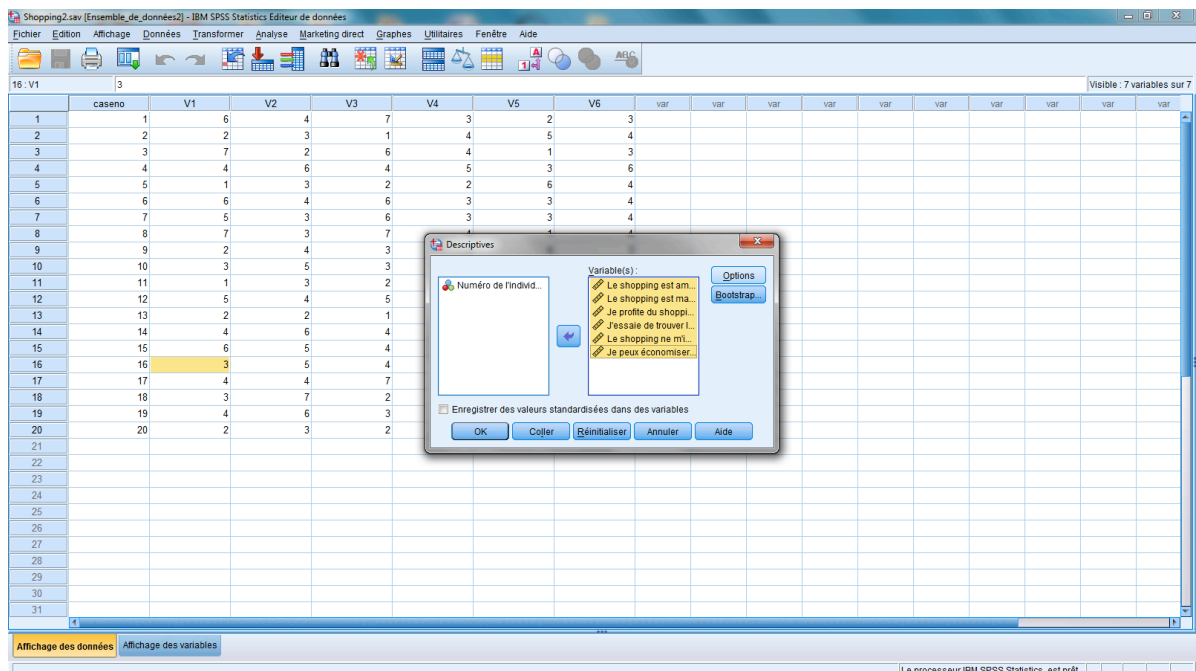 Shopping2.sav [Ensemble_de_données2] - IBM SPSS Statistics Editeur de données
Fichier Edition Affichage Données Transformer Analyse Marketing direct Graphes Utilitaires Fenêtre Aide
16 : V1 3 Visible : 7 variables sur 7
caseno V1 V2 V3 V4 V5 V6 var var var var var var var var var var
1 1 6 4 7 3 2 3
2 2 2 3 1 4 5 4
3 3 7 2 6 4 1 3
4 4 4 6 4 5 3 6
5 5 1 3 2 2 6 4
6 6 6 4 6 3 3 4
7 7 5 3 6 3 3 4
8 8 7 3 7
9 9 2 4 3
10 10 3 5 3
11 11 1 3 2
12 12 5 4 5
13 13 2 2 1
14 14 4 6 4
15 15 6 5 4
16 16 3 5 4
17 17 4 4 7
18 18 3 7 2
19 19 4 6 3
20 20 2 3 2
21
22
23
24
25
26
27
28
29
30
31
Descriptives
Variable(s) :
Numéro de l'individ...
Le shopping est am...
Le shopping est ma...
Je profite du shoppi...
J'essaie de trouver l...
Le shopping ne m'i...
Je peux économiser...
Options
Bootstrap...
Enregistrer des valeurs standardisées dans des variables
OK Coller Réinitialiser Annuler Aide
Affichage des données Affichage des variables
Le processeur IBM SPSS Statistics est prêt